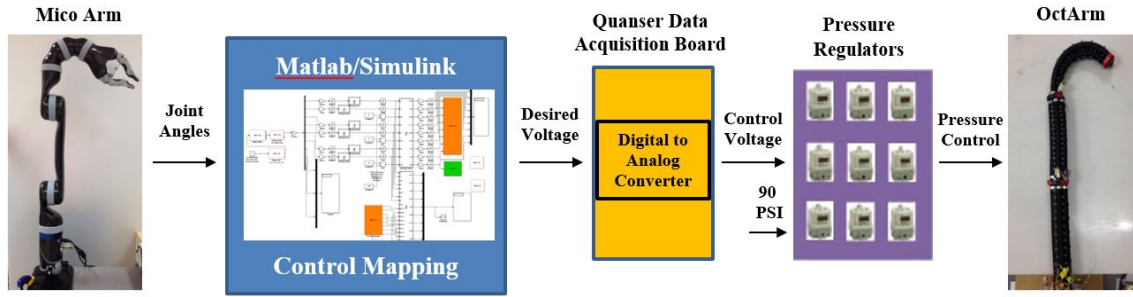 Mico Arm
Joint
Angles
Matlab/Simulink
Control Mapping
Desired
Voltage
Quanser Data
Acquisition Board
Digital to
Analog
Converter
Control
Voltage
90
PSI
Pressure
Regulators
Pressure
Control
OctArm